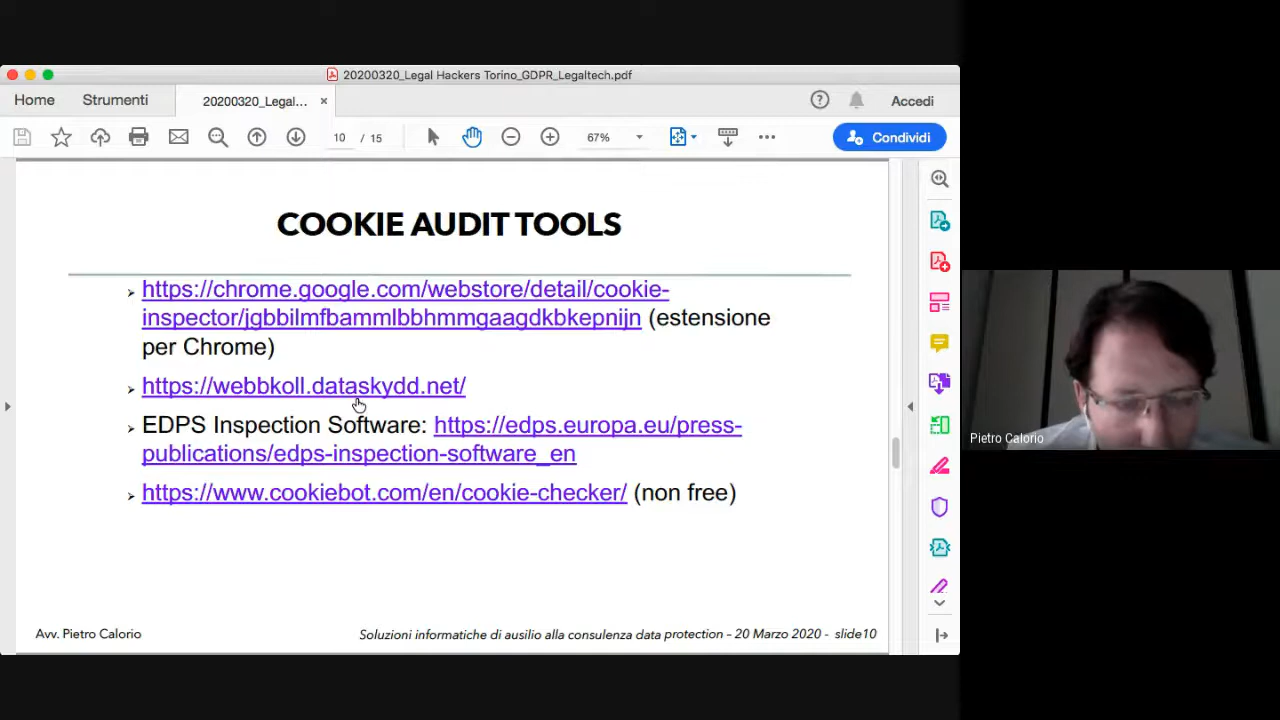 20200320_Legal Hackers Torino_GDPR_Legaltech.pdf
Home Strumenti 20200320_Legal... × Accedi
10 / 15 67% Condividi
COOKIE AUDIT TOOLS
https://chrome.google.com/webstore/detail/cookie-
inspector/jgbbilmfbammlbbhmmgaagdkbkepnijn (estensione
per Chrome)
https://webbkoll.dataskydd.net/
EDPS Inspection Software: https://edps.europa.eu/press-
publications/edps-inspection-software_en
https://www.cookiebot.com/en/cookie-checker/ (non free)
Avv. Pietro Calorio Soluzioni informatiche di ausilio alla consulenza data protection – 20 Marzo 2020 - slide10
Pietro Calorio